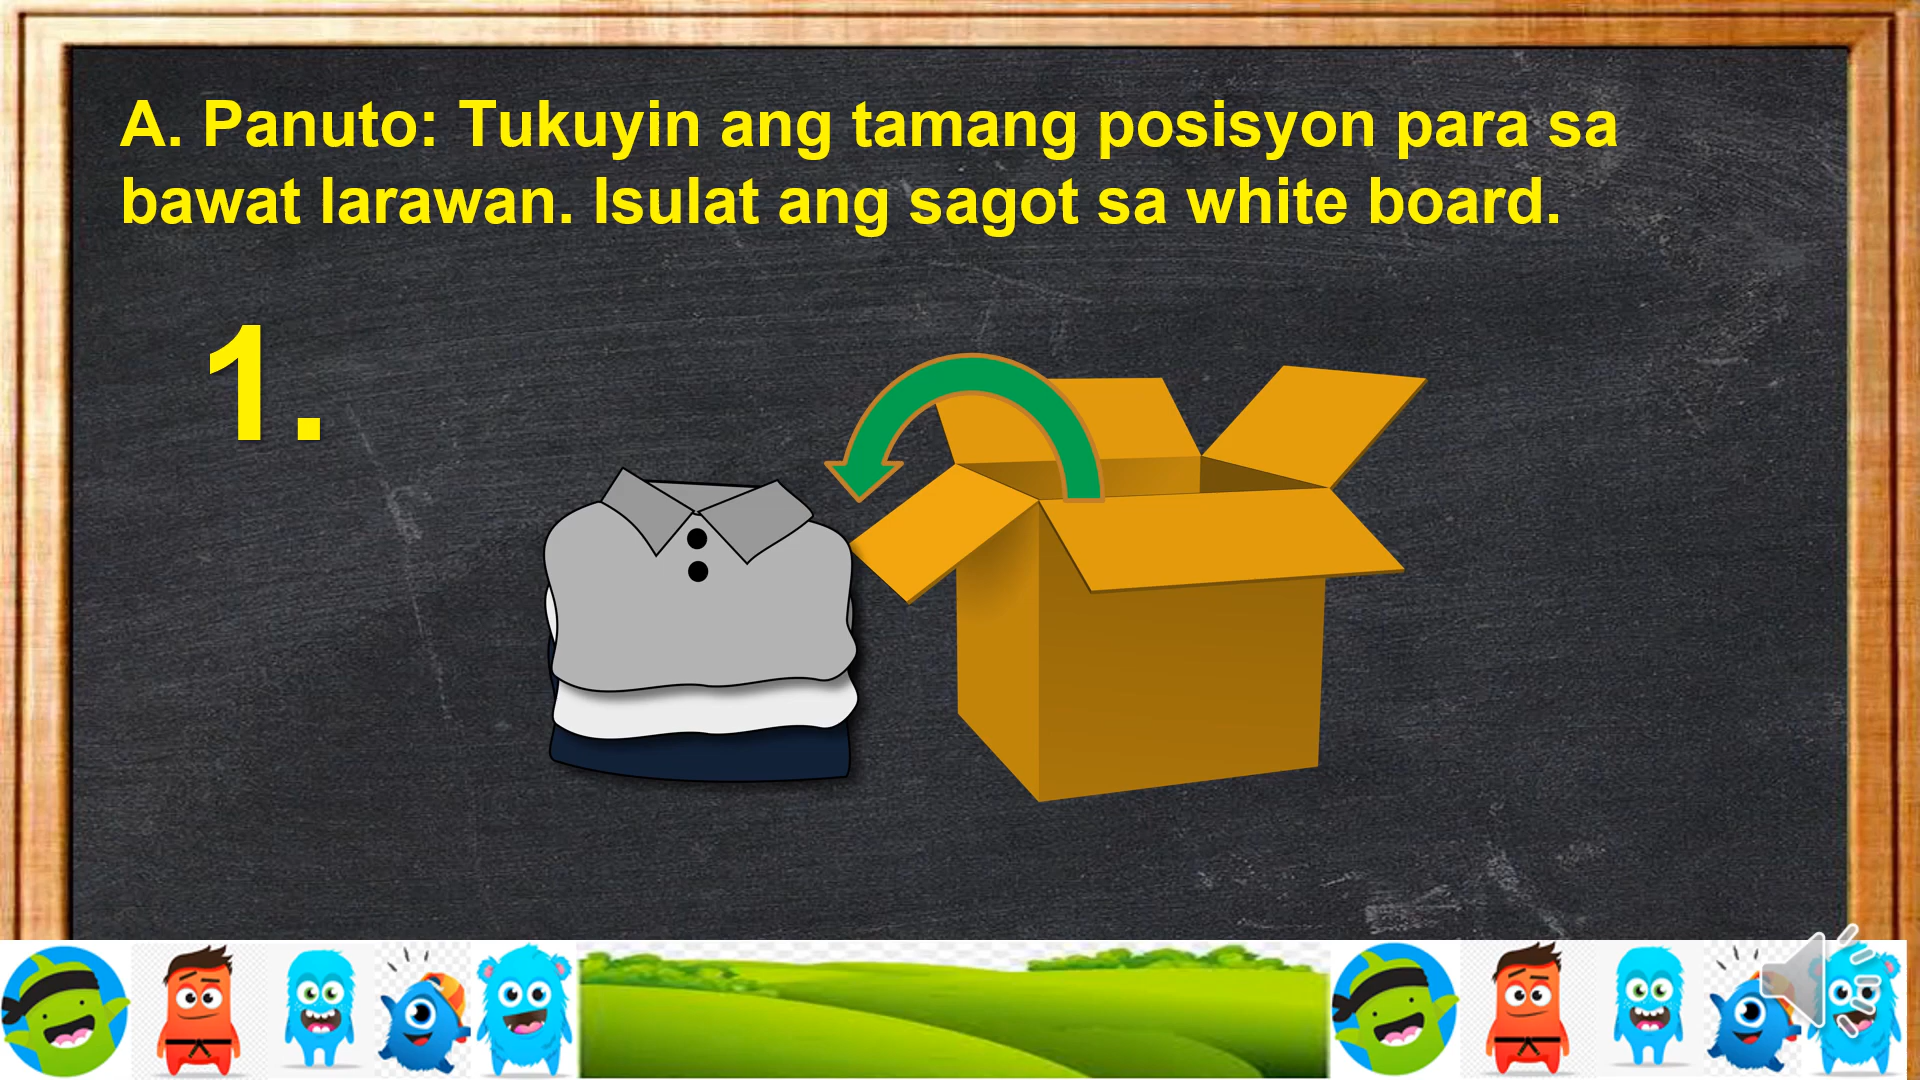 A. Panuto: Tukuyin ang tamang posisyon para sa
bawat larawan. Isulat ang sagot sa white board.
1.